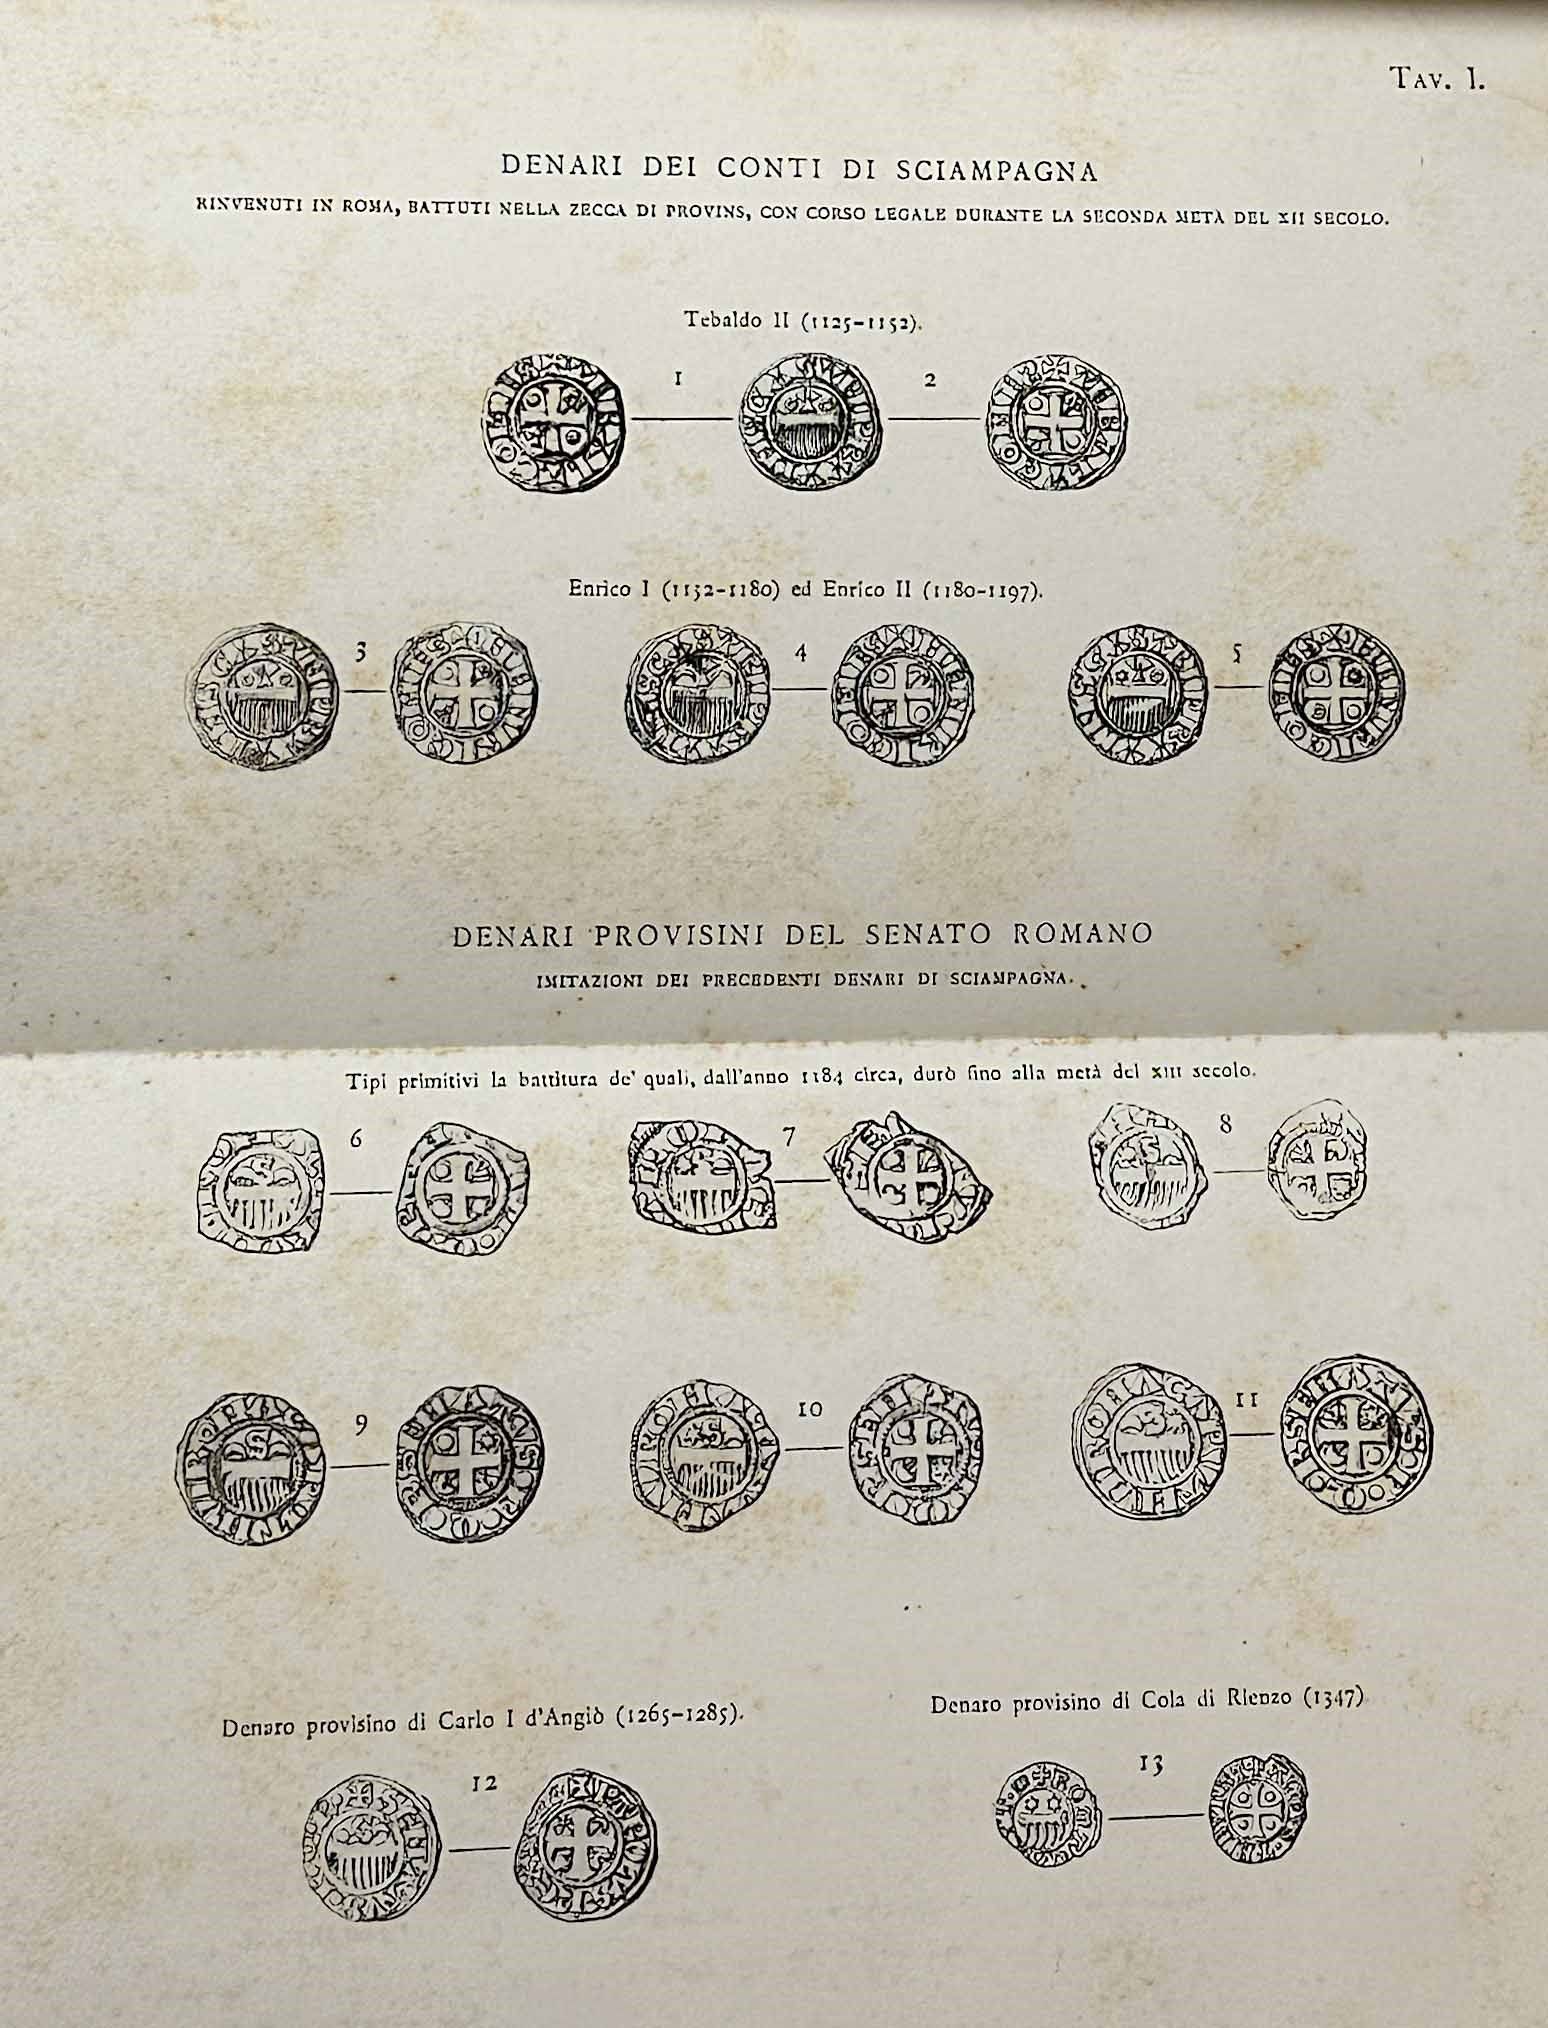 TAV. I.
DENARI DEI CONTI DI SCIAMPAGNA
RINVENUTI IN ROMA, BATTUTI NELLA ZECCA DI PROVINS, CON CORSO LEGALE DURANTE LA SECONDA METÀ DEL XII SECOLO.
Tebaldo II (1125-1152).
1 2
Enrico I (1152-1180) ed Enrico II (1180-1197).
3 4 5
DENARI PROVISINI DEL SENATO ROMANO
IMITAZIONI DEI PRECEDENTI DENARI DI SCIAMPAGNA.
Tipi primitivi la battitura de' quali, dall'anno 1184 circa, durò fino alla metà del XIII secolo.
6 7 8
9 10 11
Denaro provisino di Carlo I d'Angiò (1265-1285).
Denaro provisino di Cola di Rienzo (1347)
12 13